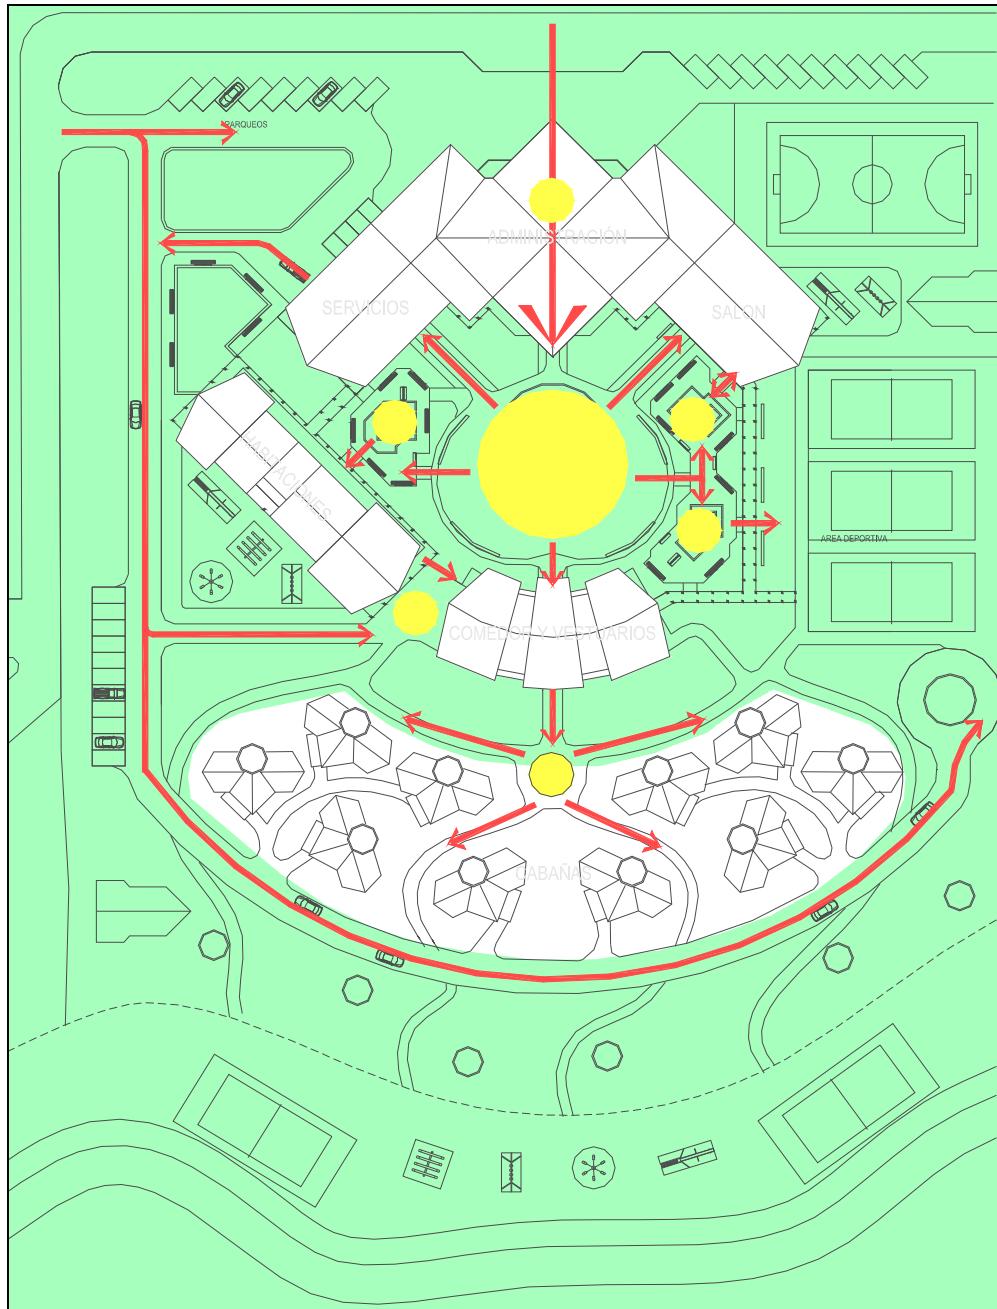 PARQUEOS
ADMINISTRACIÓN
SERVICIOS
SALON
HABITACIONES
AREA DEPORTIVA
COMEDOR Y VESTUARIOS
CABAÑAS